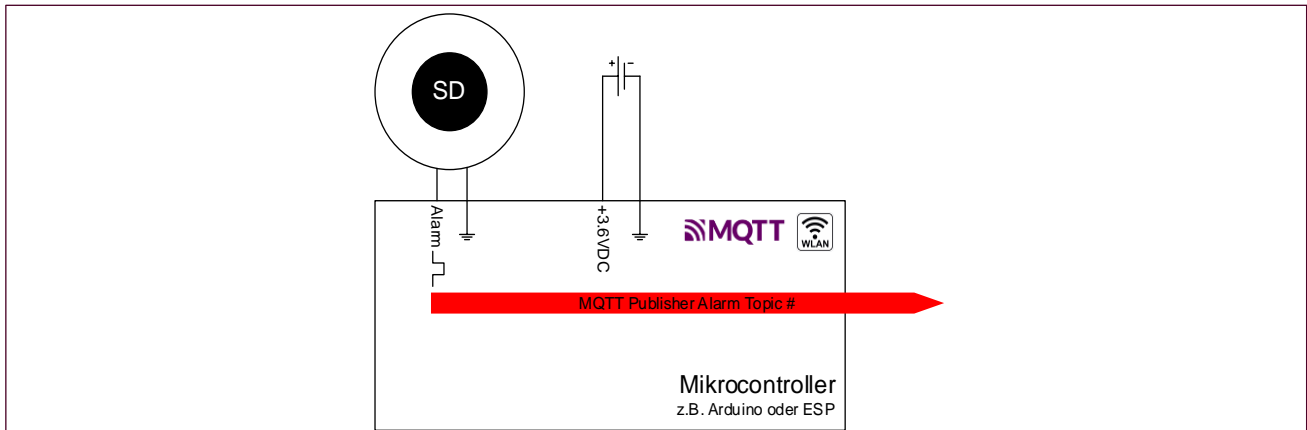 SD
+ -
Alarm
+3.6VDC
MQTT
WLAN
MQTT Publisher Alarm Topic #
Mikrocontroller
z.B. Arduino oder ESP